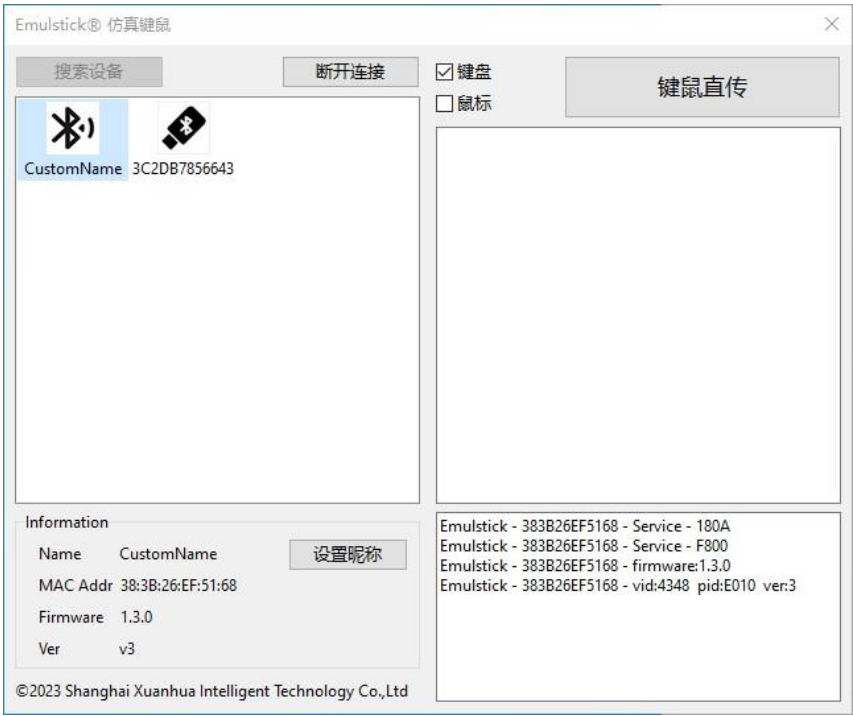 Emulstick® 仿真键鼠
搜索设备
断开连接
键盘
鼠标
键鼠直传
CustomName
3C2DB7856643
Information
Name CustomName
设置昵称
MAC Addr 38:3B:26:EF:51:68
Firmware 1.3.0
Ver v3
©2023 Shanghai Xuanhua Intelligent Technology Co.,Ltd
Emulstick - 383B26EF5168 - Service - 180A
Emulstick - 383B26EF5168 - Service - F800
Emulstick - 383B26EF5168 - firmware:1.3.0
Emulstick - 383B26EF5168 - vid:4348 pid:E010 ver:3